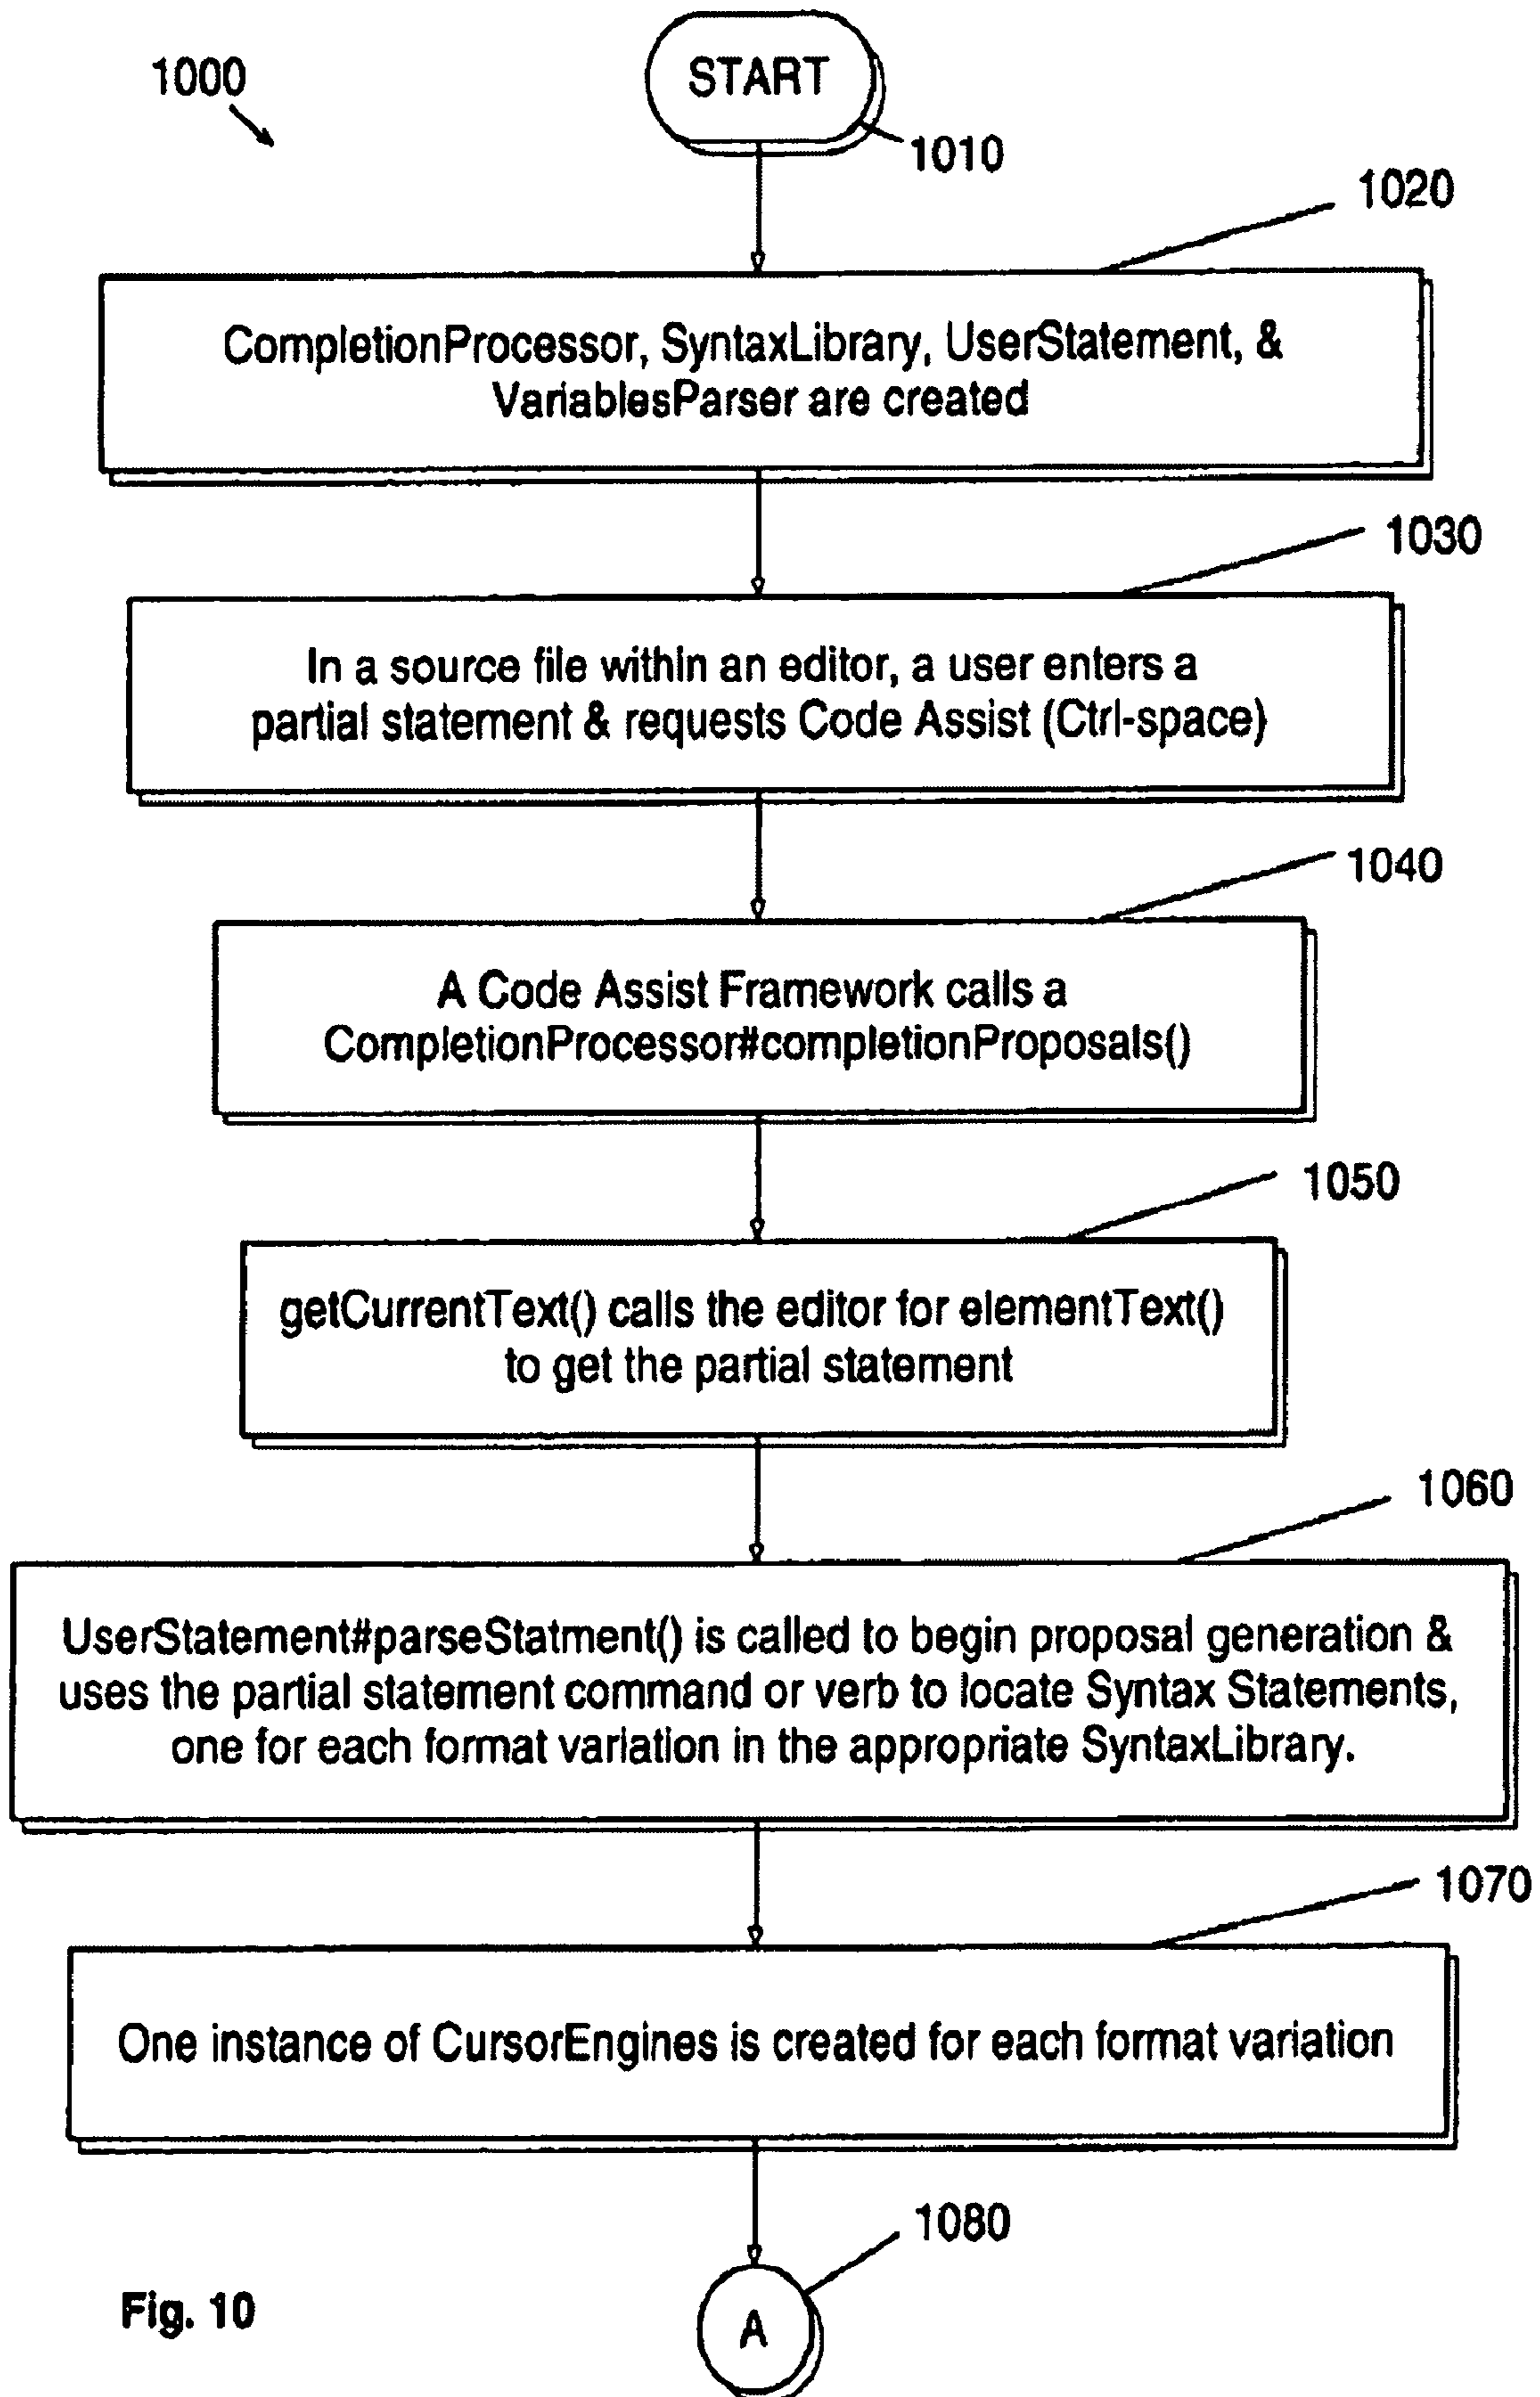 1000
START
1010
1020
CompletionProcessor, SyntaxLibrary, UserStatement, &
VariablesParser are created
1030
In a source file within an editor, a user enters a
partial statement & requests Code Assist (Ctrl-space)
1040
A Code Assist Framework calls a
CompletionProcessor#completionProposals()
1050
getCurrentText() calls the editor for elementText()
to get the partial statement
1060
UserStatement#parseStatment() is called to begin proposal generation &
uses the partial statement command or verb to locate Syntax Statements,
one for each format variation in the appropriate SyntaxLibrary.
1070
One instance of CursorEngines is created for each format variation
1080
A
Fig. 10